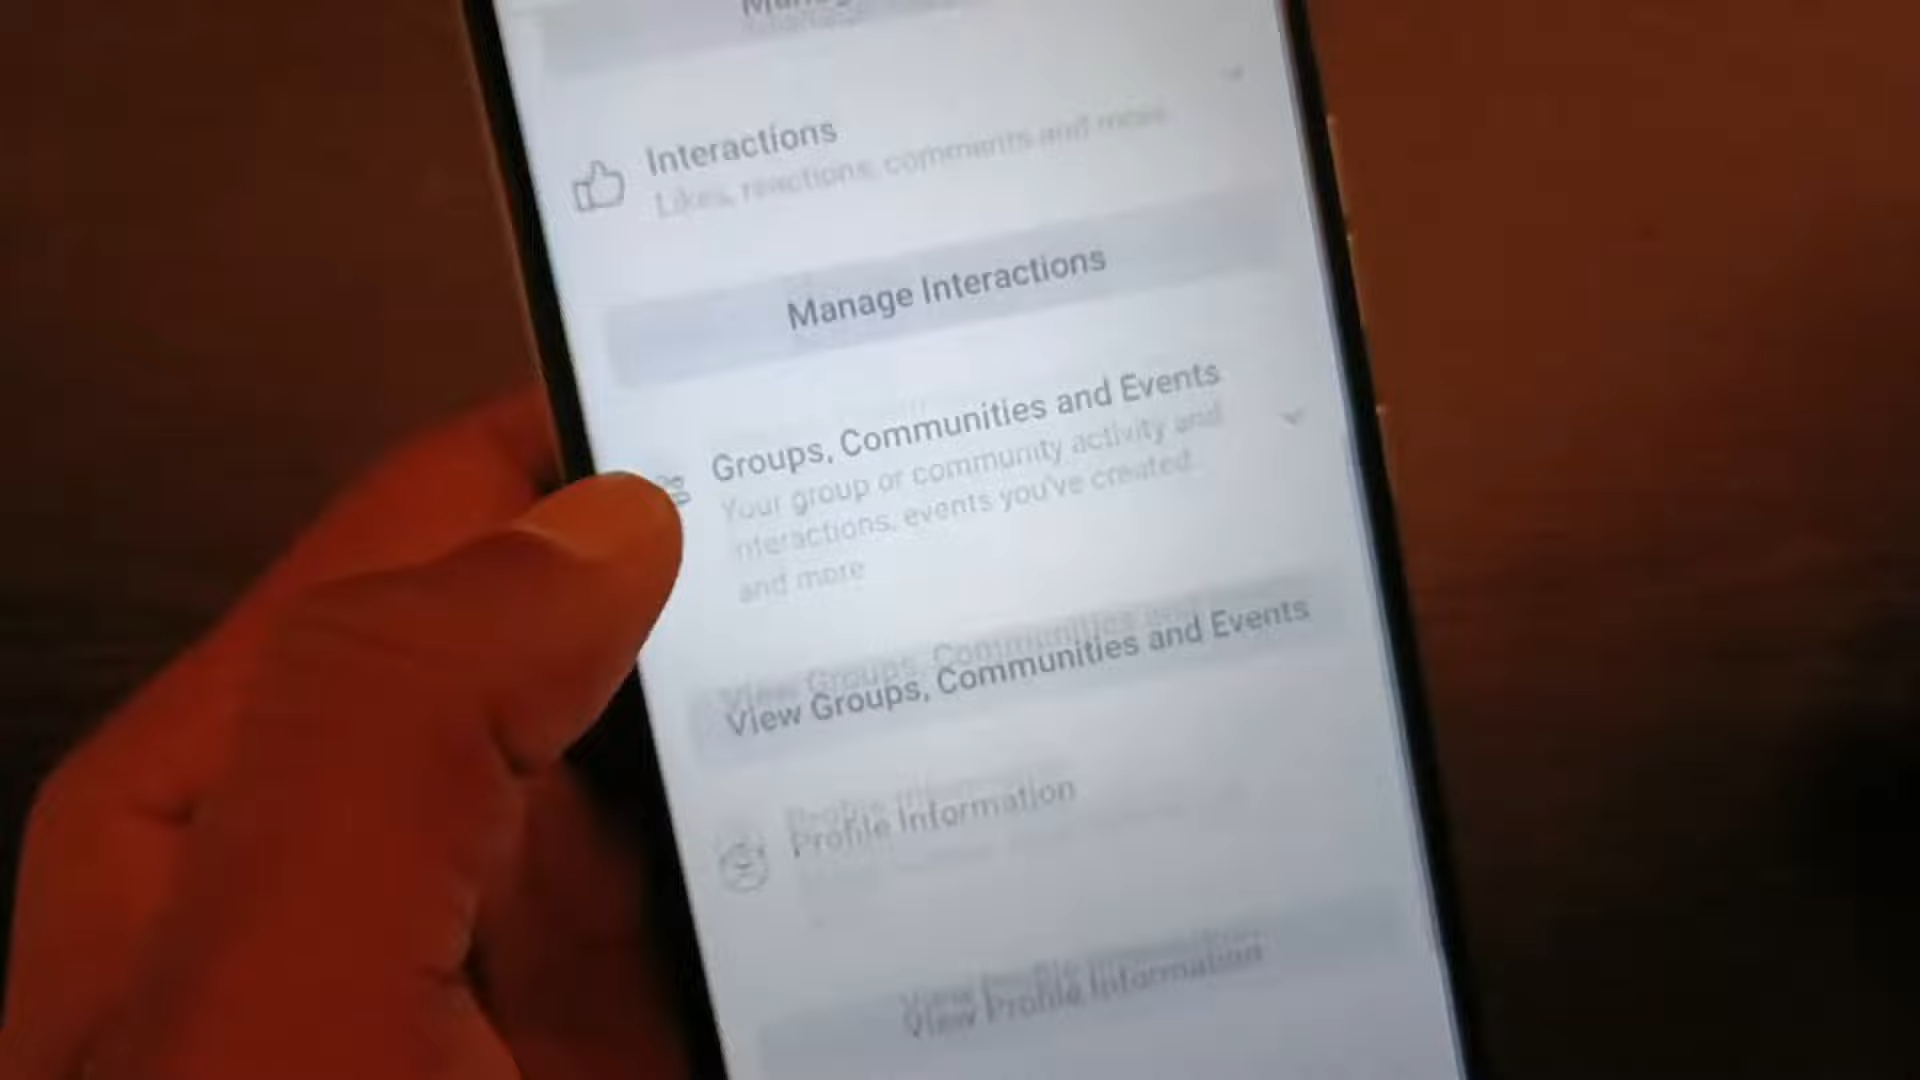 Interactions
Likes, reactions, comments and more
Manage Interactions
Groups, Communities and Events
Your group or community activity and
nteractions, events you've created
and more
View Groups, Communities and Events
Profile Information
View Profile Information